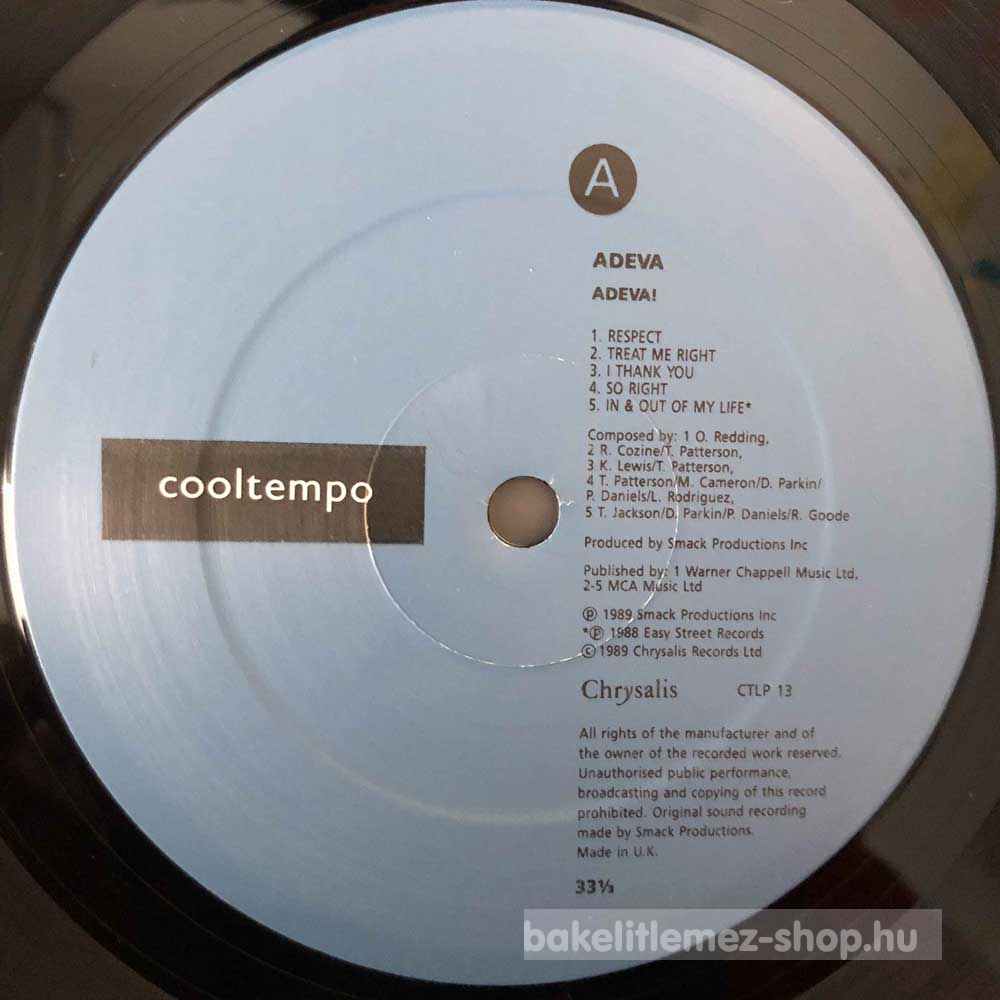 A
ADEVA
ADEVA!
1. RESPECT
2. TREAT ME RIGHT
3. I THANK YOU
4. SO RIGHT
5. IN & OUT OF MY LIFE*
Composed by: 1 O. Redding,
2 R. Cozine/T. Patterson,
3 K. Lewis/T. Patterson,
4 T. Patterson/M. Cameron/D. Parkin/
P. Daniels/L. Rodriguez,
5 T. Jackson/D. Parkin/P. Daniels/R. Goode
cooltempo
Produced by Smack Productions Inc
Published by: 1 Warner Chappell Music Ltd,
2-5 MCA Music Ltd
℗ 1989 Smack Productions Inc
*℗ 1988 Easy Street Records
© 1989 Chrysalis Records Ltd
Chrysalis CTLP 13
All rights of the manufacturer and of
the owner of the recorded work reserved.
Unauthorised public performance,
broadcasting and copying of this record
prohibited. Original sound recording
made by Smack Productions.
Made in U.K.
33⅓
bakelitlemez-shop.hu